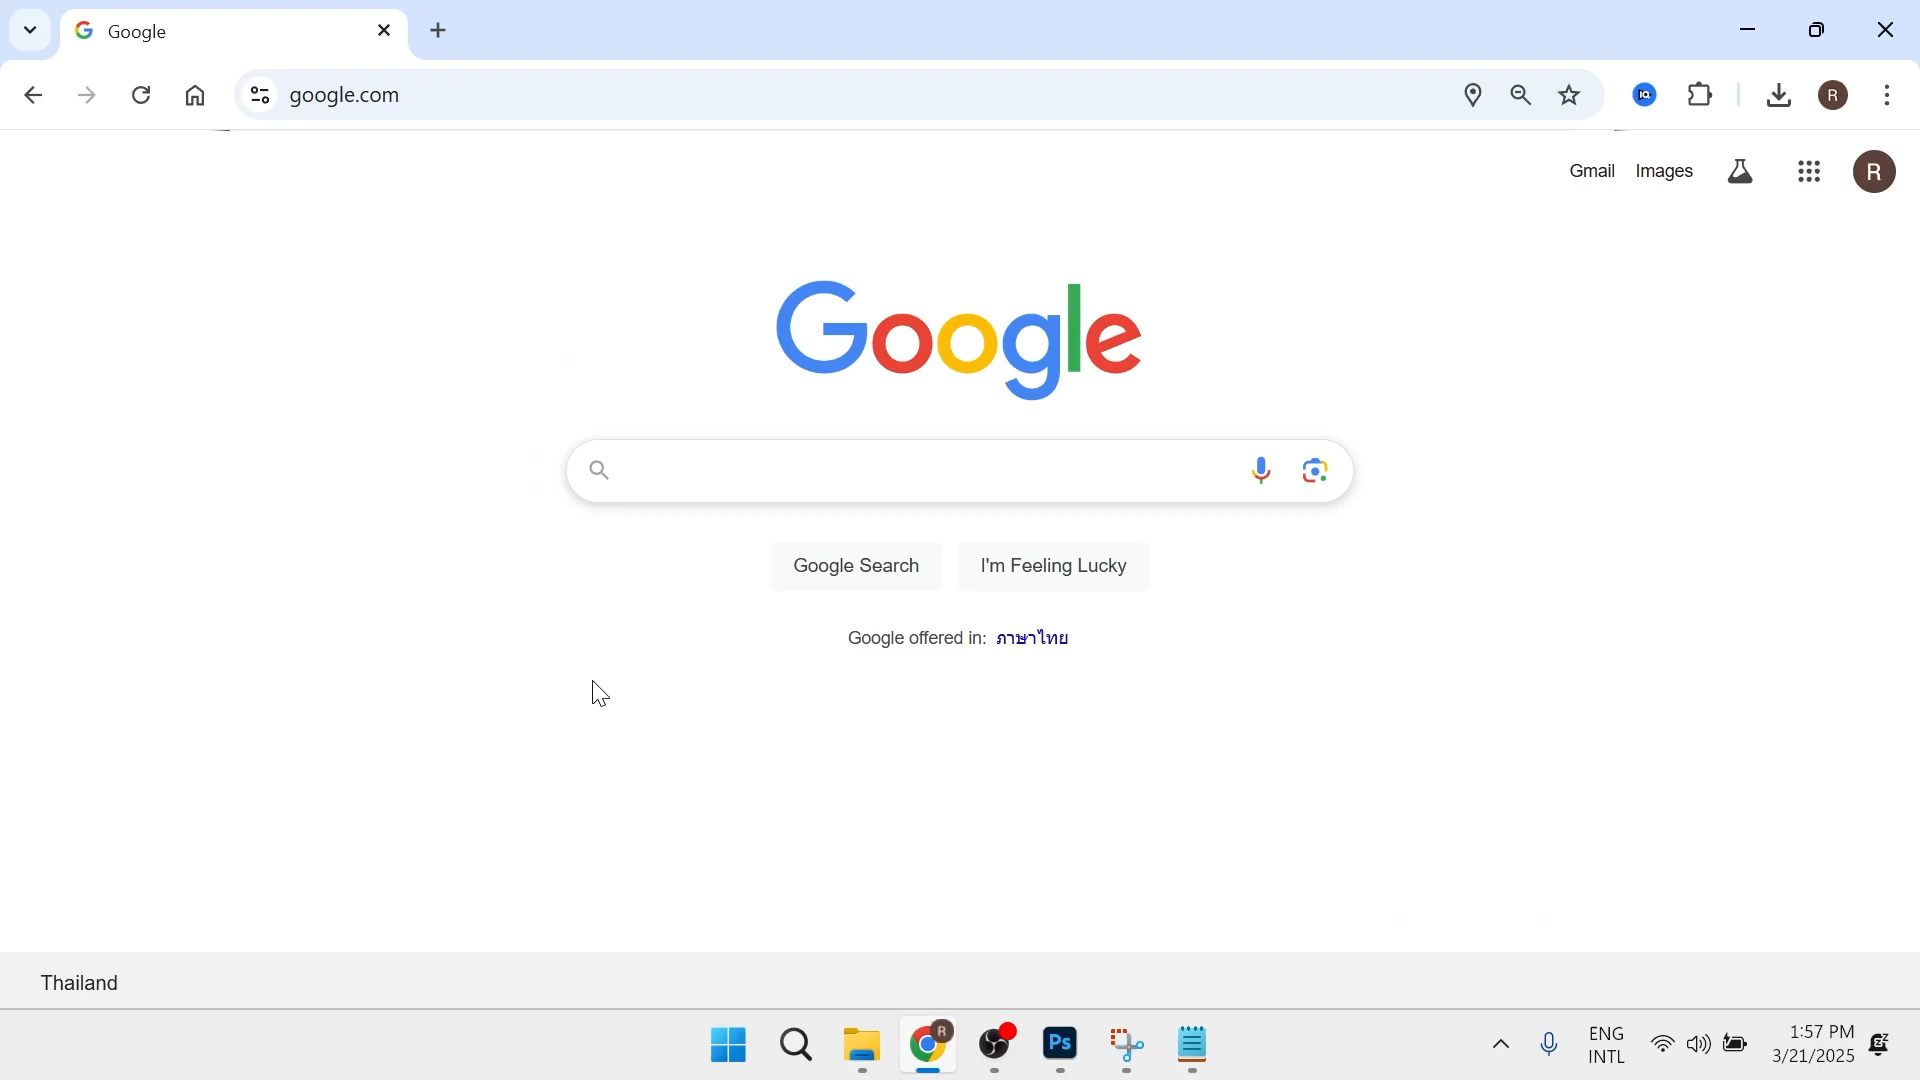 Google
google.com
R
Gmail Images
R
Google
Google Search I'm Feeling Lucky
Google offered in: ภาษาไทย
Thailand
R
Ps
ENG
INTL
1:57 PM
3/21/2025